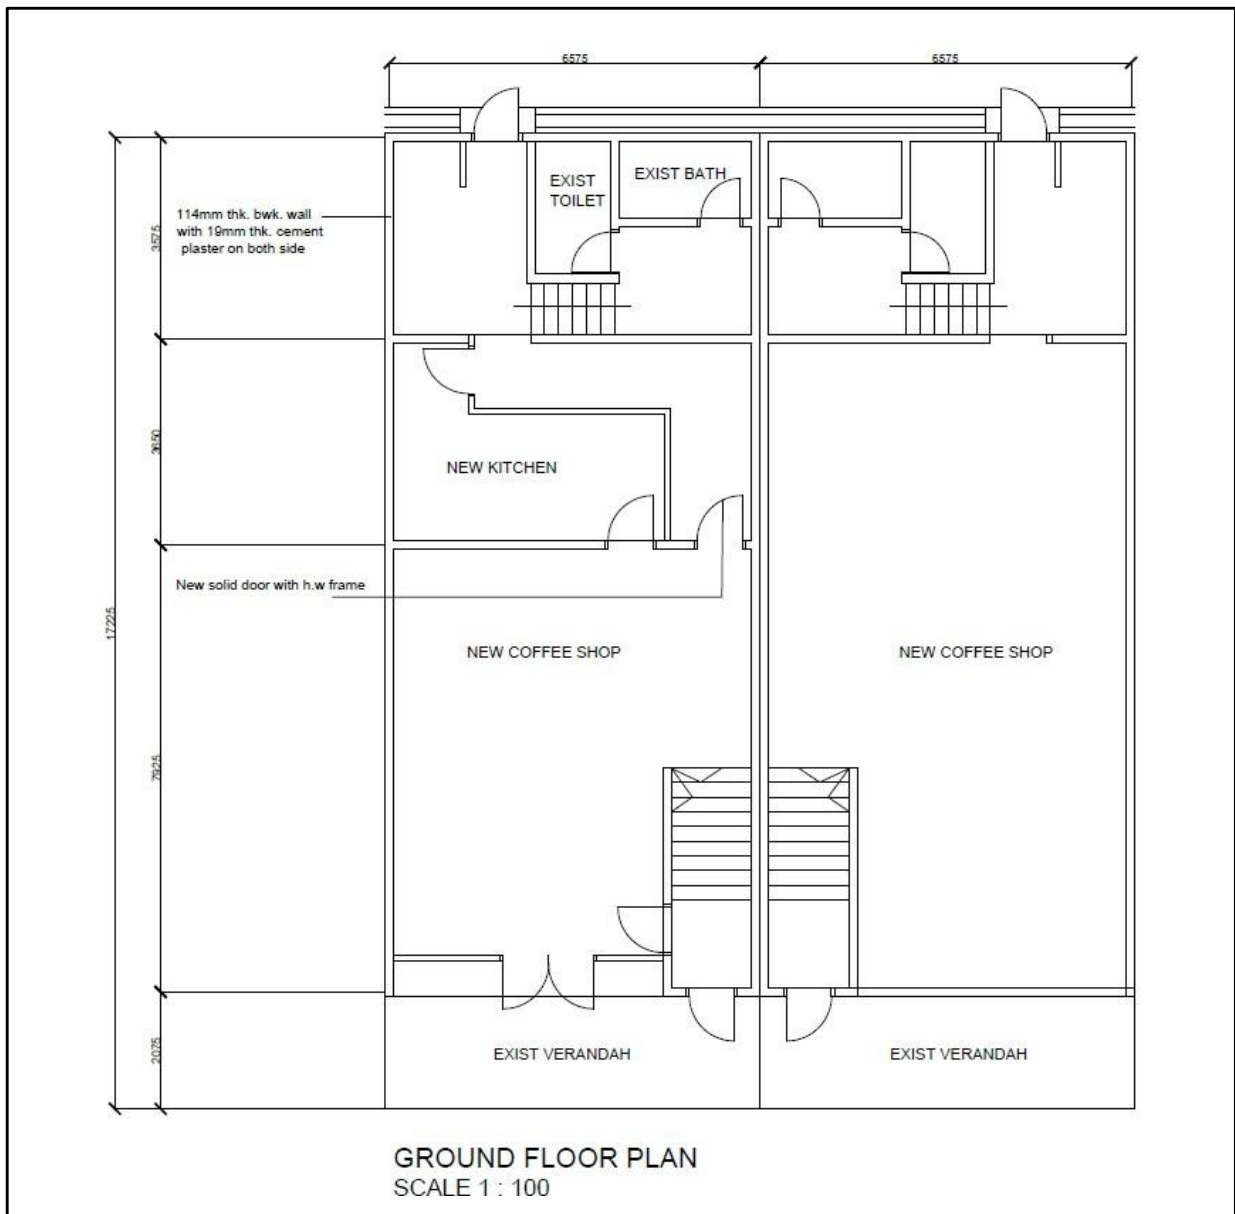 6575
6575
EXIST
TOILET
EXIST BATH
114mm thk. bwk. wall
with 19mm thk. cement
plaster on both side
3575
3650
NEW KITCHEN
New solid door with h.w frame
17225
NEW COFFEE SHOP
NEW COFFEE SHOP
7925
2075
EXIST VERANDAH
EXIST VERANDAH
GROUND FLOOR PLAN
SCALE 1 : 100